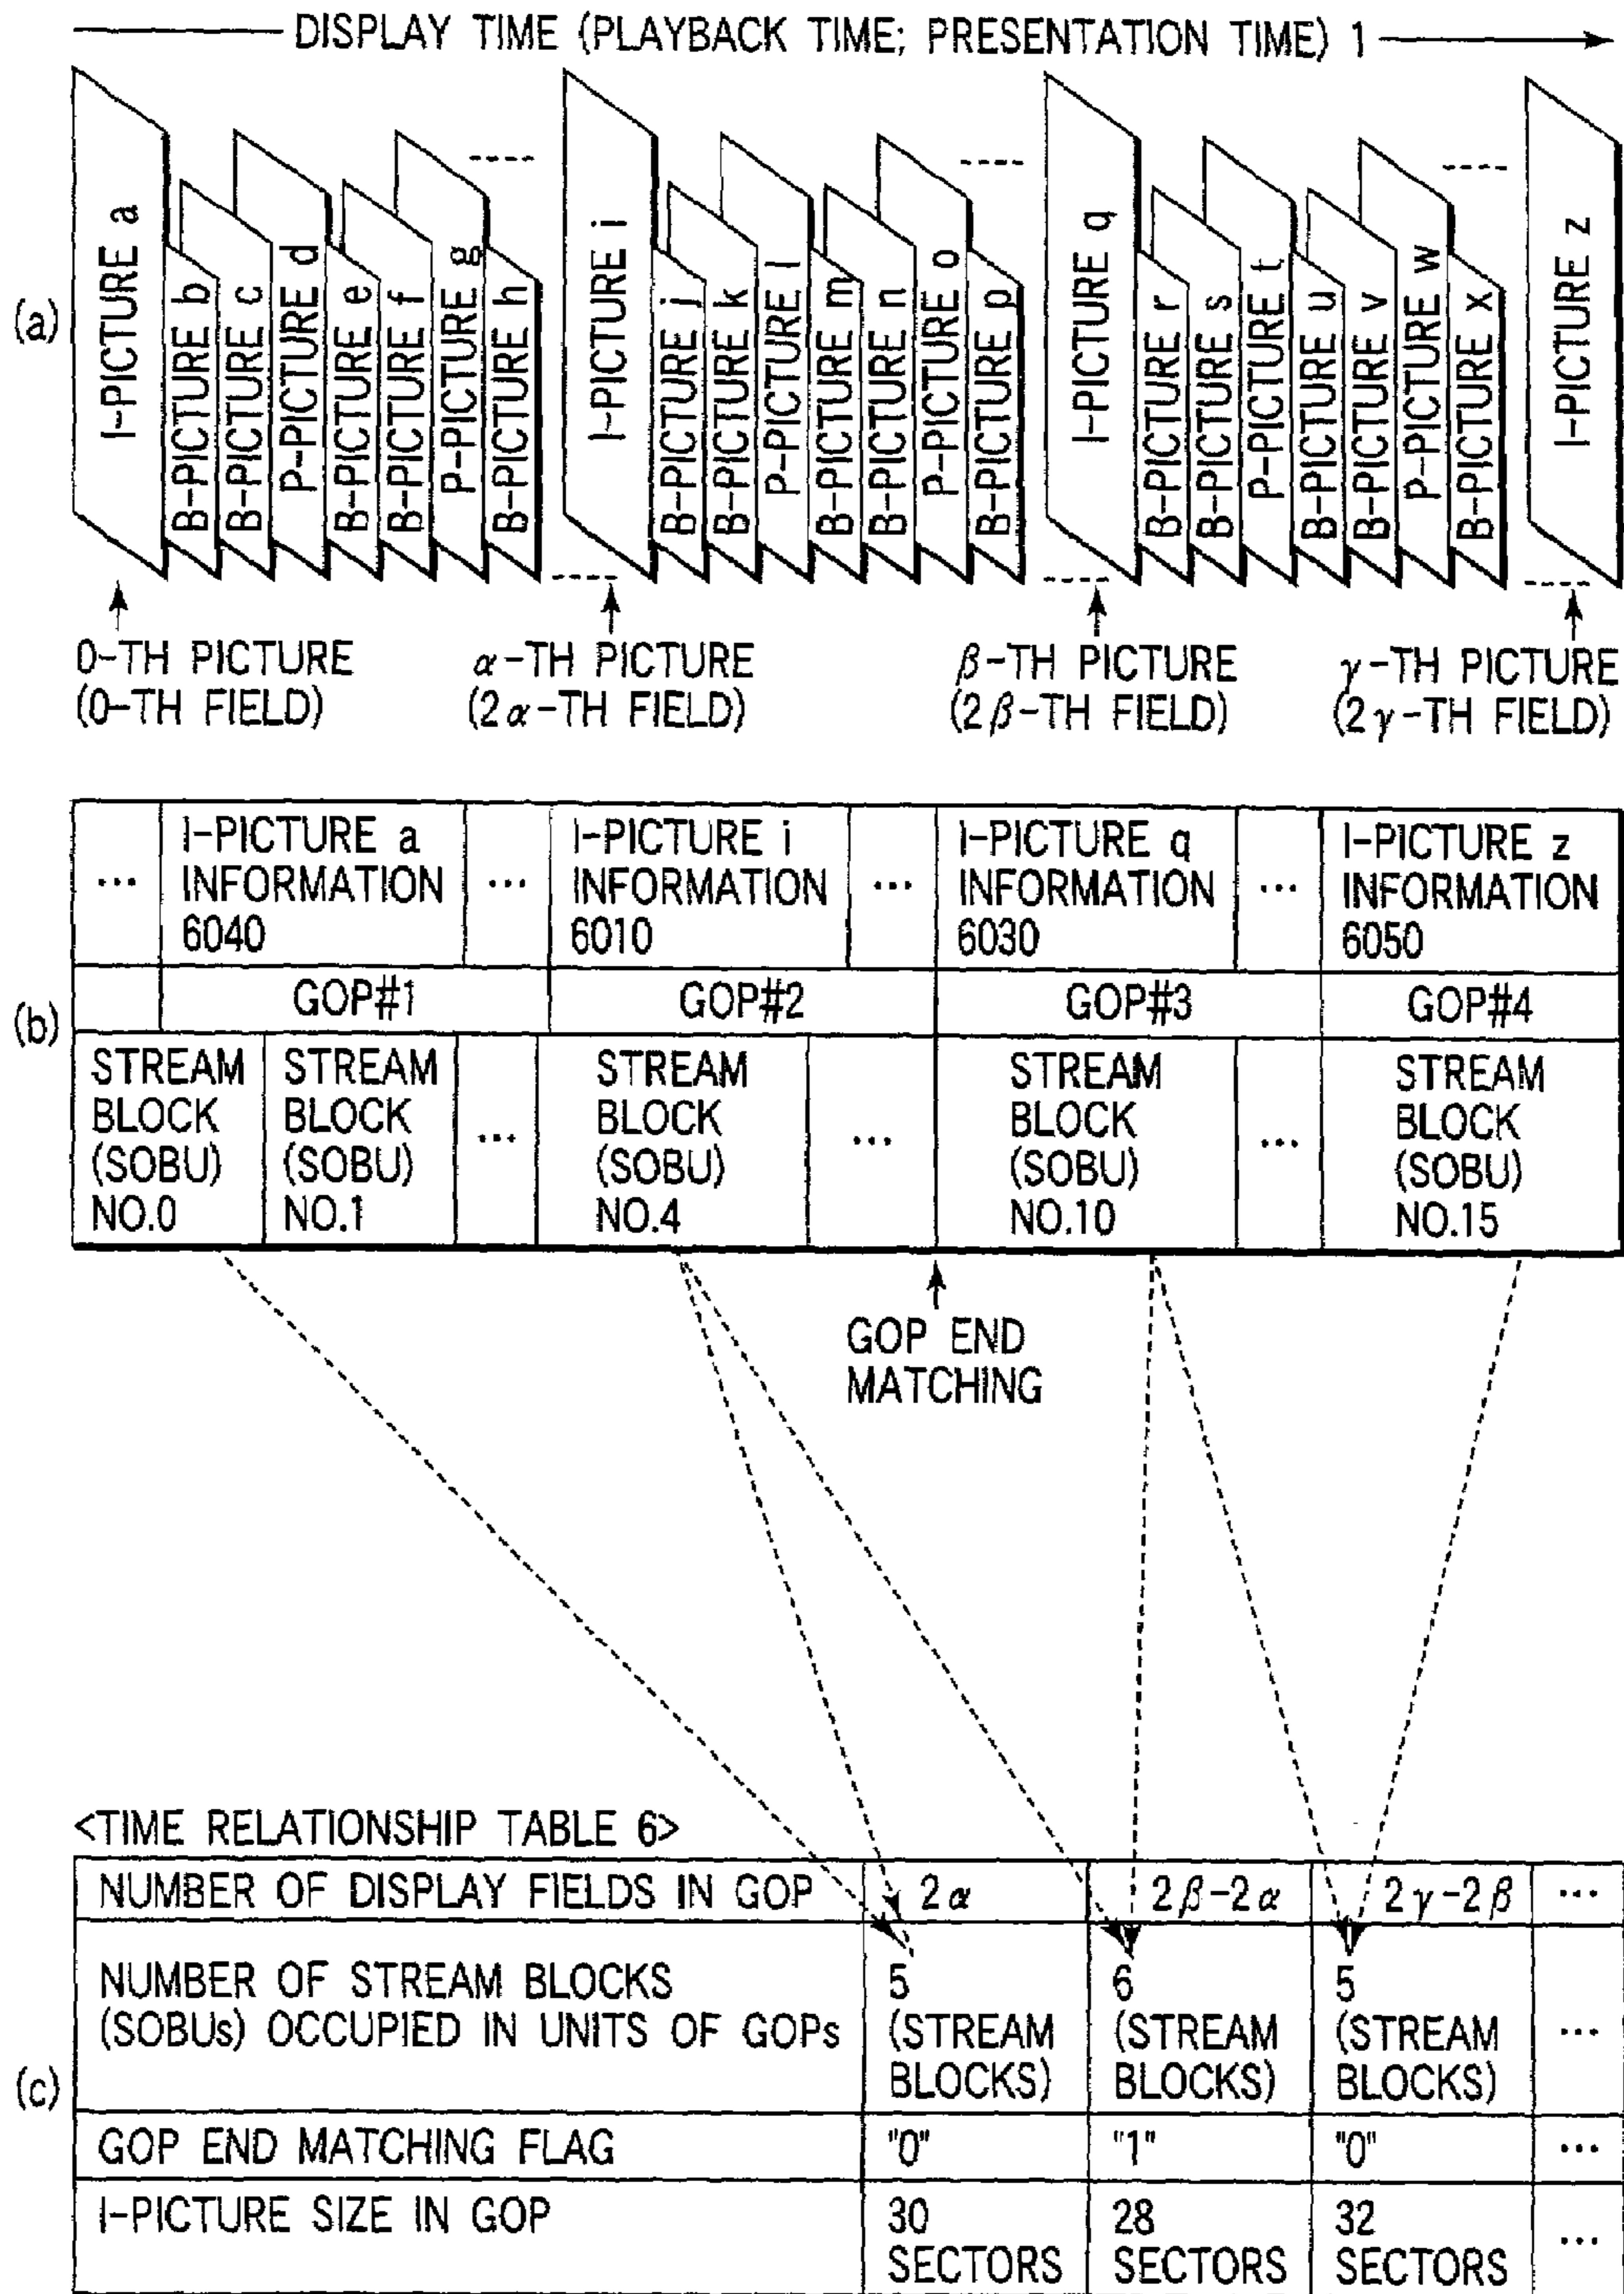 DISPLAY TIME (PLAYBACK TIME; PRESENTATION TIME) 1
(a)
I-PICTURE a
B-PICTURE b
B-PICTURE c
P-PICTURE d
B-PICTURE e
B-PICTURE f
P-PICTURE g
B-PICTURE h
I-PICTURE i
B-PICTURE j
B-PICTURE k
P-PICTURE l
B-PICTURE m
B-PICTURE n
P-PICTURE o
B-PICTURE p
I-PICTURE q
B-PICTURE r
B-PICTURE s
P-PICTURE t
B-PICTURE u
B-PICTURE v
P-PICTURE w
B-PICTURE x
I-PICTURE z
0-TH PICTURE
(0-TH FIELD)
α-TH PICTURE
(2α-TH FIELD)
β-TH PICTURE
(2β-TH FIELD)
γ-TH PICTURE
(2γ-TH FIELD)
(b)
...
I-PICTURE a
INFORMATION
6040
...
I-PICTURE i
INFORMATION
6010
...
I-PICTURE q
INFORMATION
6030
...
I-PICTURE z
INFORMATION
6050
GOP#1
GOP#2
GOP#3
GOP#4
STREAM
BLOCK
(SOBU)
NO.0
STREAM
BLOCK
(SOBU)
NO.1
...
STREAM
BLOCK
(SOBU)
NO.4
...
STREAM
BLOCK
(SOBU)
NO.10
...
STREAM
BLOCK
(SOBU)
NO.15
GOP END
MATCHING
<TIME RELATIONSHIP TABLE 6>
(c)
NUMBER OF DISPLAY FIELDS IN GOP
2α
2β-2α
2γ-2β
...
NUMBER OF STREAM BLOCKS
(SOBUs) OCCUPIED IN UNITS OF GOPs
5
(STREAM
BLOCKS)
6
(STREAM
BLOCKS)
5
(STREAM
BLOCKS)
...
GOP END MATCHING FLAG
"0"
"1"
"0"
...
I-PICTURE SIZE IN GOP
30
SECTORS
28
SECTORS
32
SECTORS
...